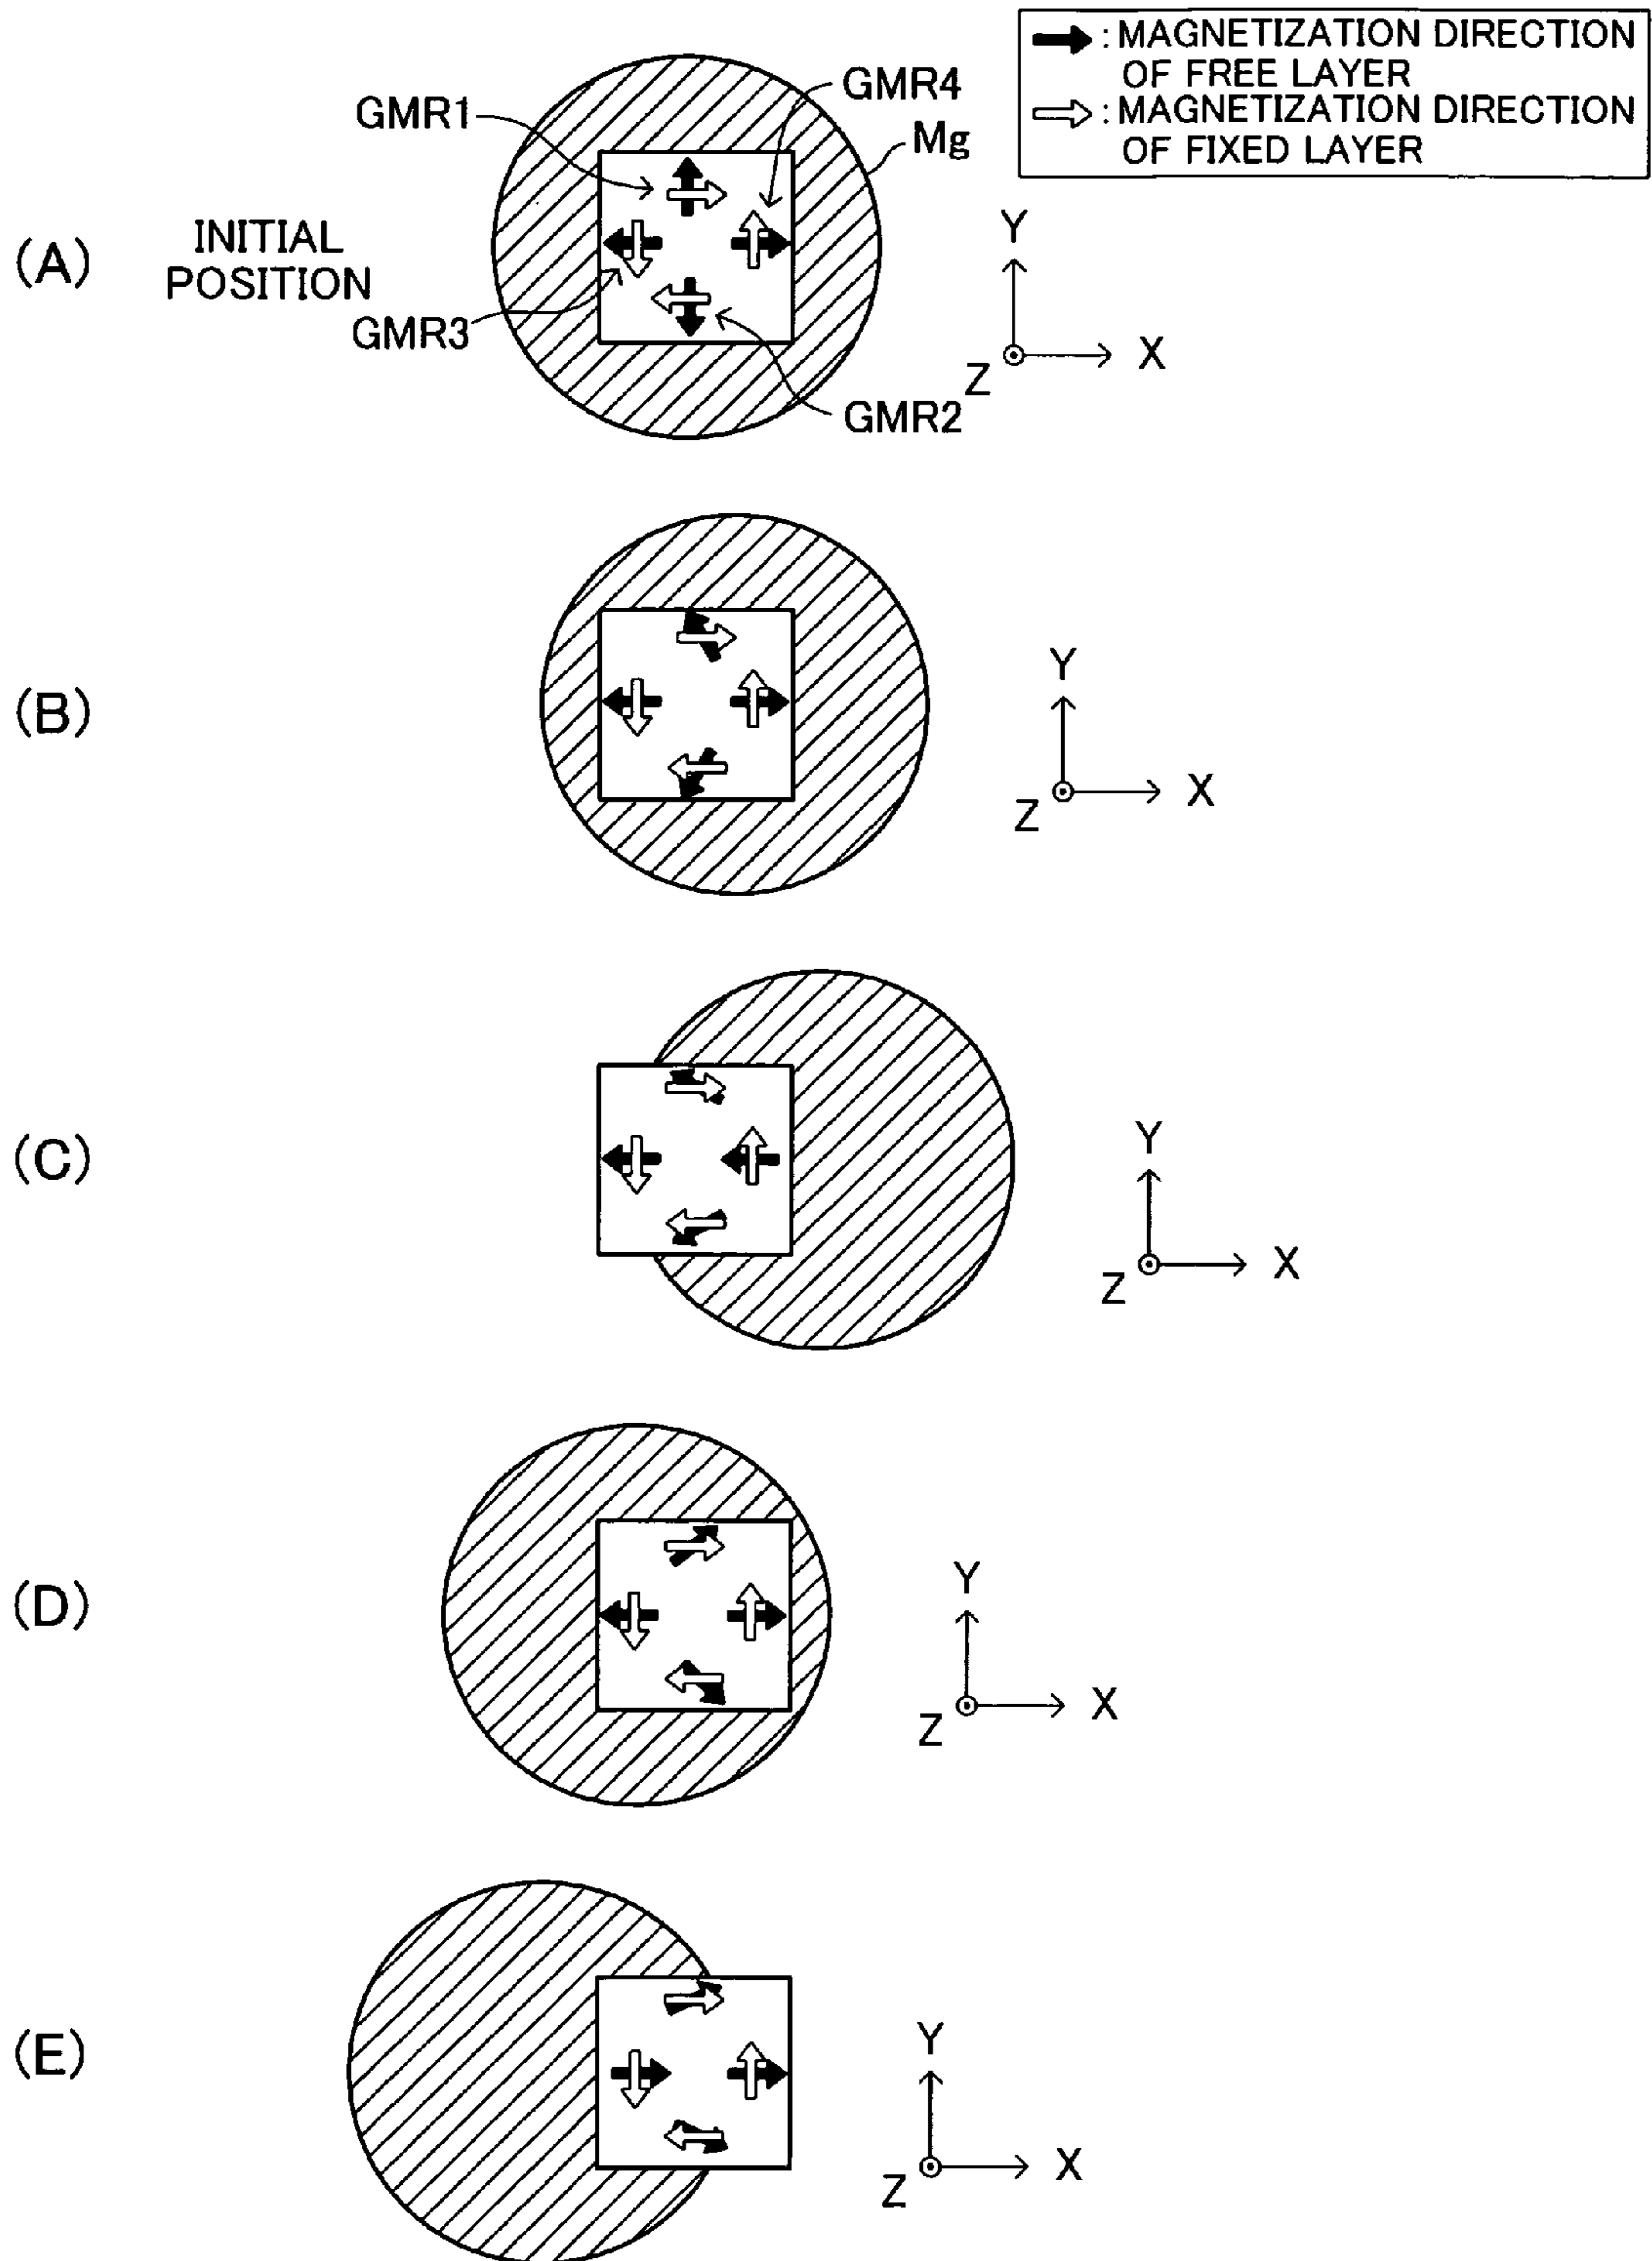 : MAGNETIZATION DIRECTION
OF FREE LAYER
: MAGNETIZATION DIRECTION
OF FIXED LAYER
(A)
INITIAL
POSITION
GMR1
GMR4
Mg
GMR3
GMR2
Y
X
Z
(B)
Y
X
Z
(C)
Y
X
Z
(D)
Y
X
Z
(E)
Y
X
Z